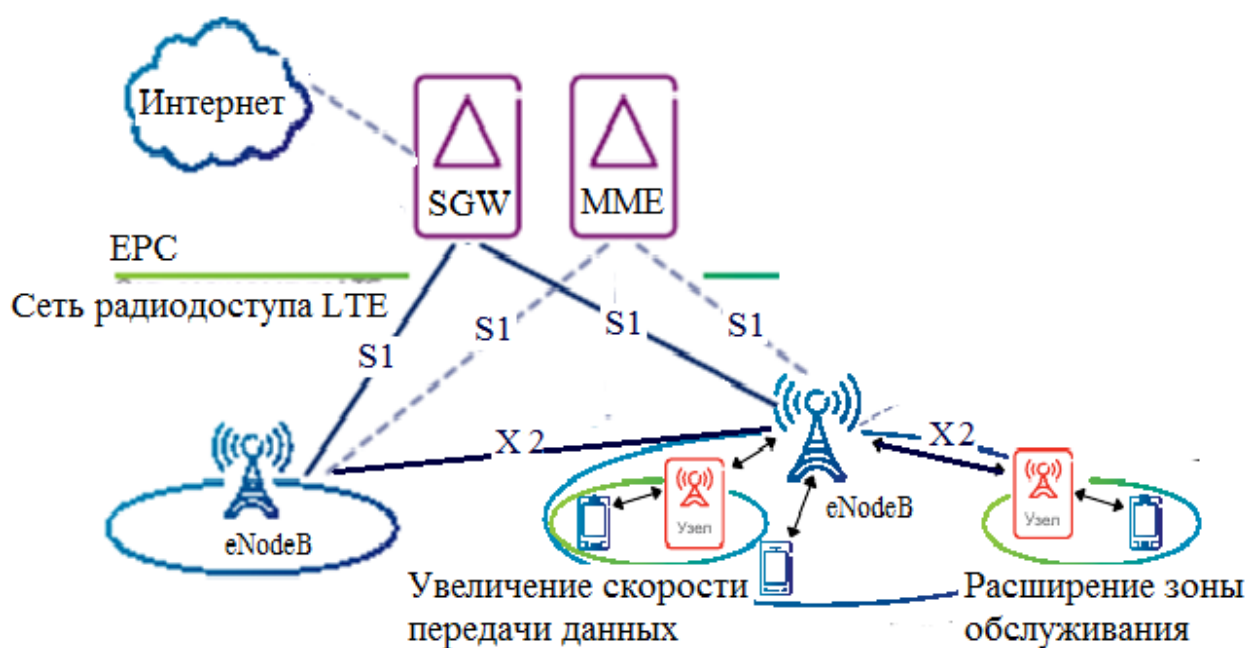 Интернет
SGW
MME
EPC
Сеть радиодоступа LTE
S1
S1
S1
S1
X 2
X2
Узел
Узел
eNodeB
eNodeB
Увеличение скорости
передачи данных
Расширение зоны
обслуживания